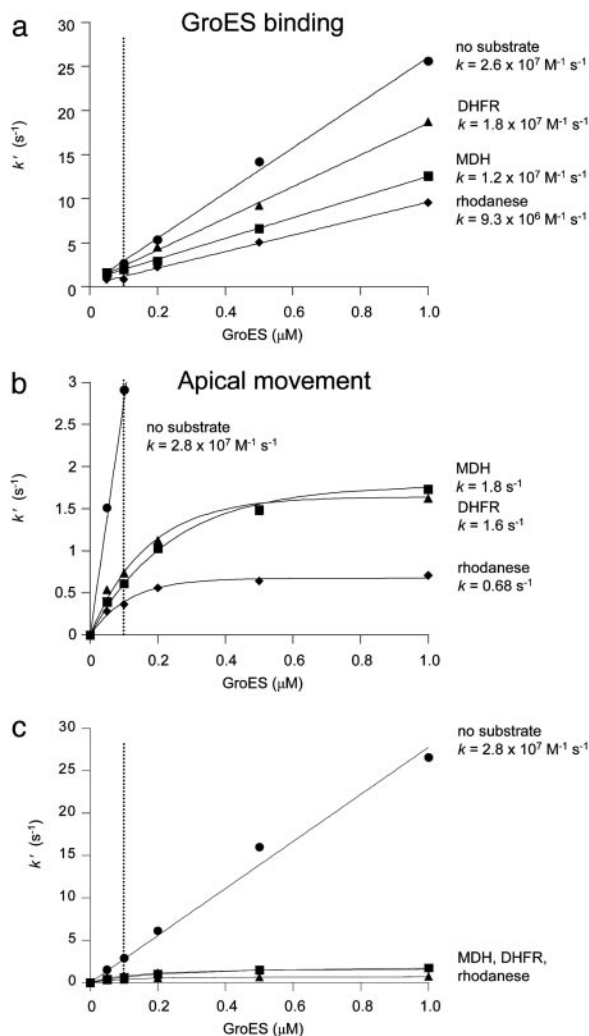 a
GroES binding
30
25
20
15
10
5
0
k′ (s⁻¹)
0
0.2
0.4
0.6
0.8
1.0
GroES (μM)
no substrate
k = 2.6 x 10⁷ M⁻¹ s⁻¹
DHFR
k = 1.8 x 10⁷ M⁻¹ s⁻¹
MDH
k = 1.2 x 10⁷ M⁻¹ s⁻¹
rhodanese
k = 9.3 x 10⁶ M⁻¹ s⁻¹
b
Apical movement
3
2.5
2
1.5
1
0.5
0
k′ (s⁻¹)
0
0.2
0.4
0.6
0.8
1.0
GroES (μM)
no substrate
k = 2.8 x 10⁷ M⁻¹ s⁻¹
MDH
k = 1.8 s⁻¹
DHFR
k = 1.6 s⁻¹
rhodanese
k = 0.68 s⁻¹
c
30
25
20
15
10
5
0
k′ (s⁻¹)
0
0.2
0.4
0.6
0.8
1.0
GroES (μM)
no substrate
k = 2.8 x 10⁷ M⁻¹ s⁻¹
MDH, DHFR,
rhodanese